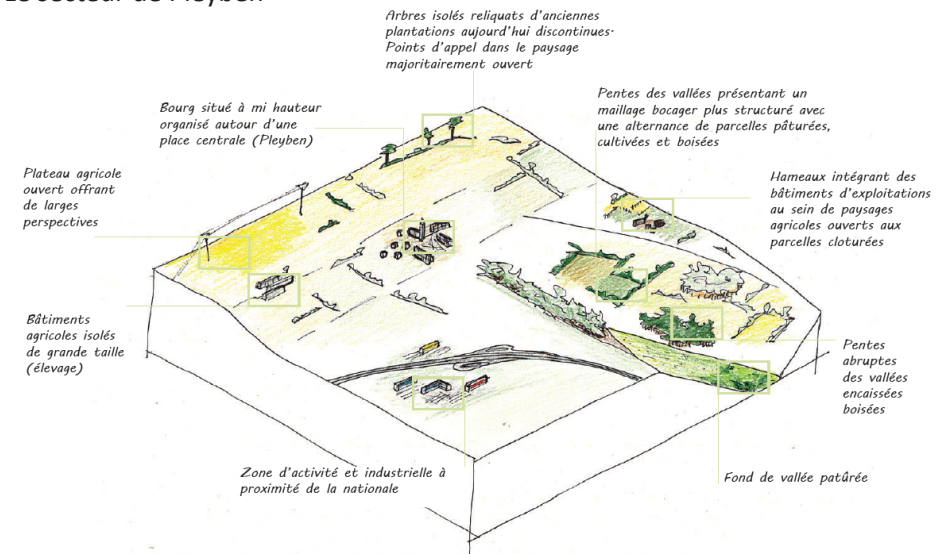 Le secteur de Pleyben
Arbres isolés reliquats d'anciennes
plantations aujourd'hui discontinues.
Points d'appel dans le paysage
majoritairement ouvert
Bourg situé à mi hauteur
organisé autour d'une
place centrale (Pleyben)
Pentes des vallées présentant un
maillage bocager plus structuré avec
une alternance de parcelles pâturées,
cultivées et boisées
Plateau agricole
ouvert offrant
de larges
perspectives
Hameaux intégrant des
bâtiments d'exploitations
au sein de paysages
agricoles ouverts aux
parcelles cloturées
Bâtiments
agricoles isolés
de grande taille
(élevage)
Pentes
abruptes
des vallées
encaissées
boisées
Zone d'activité et industrielle à
proximité de la nationale
Fond de vallée patûrée